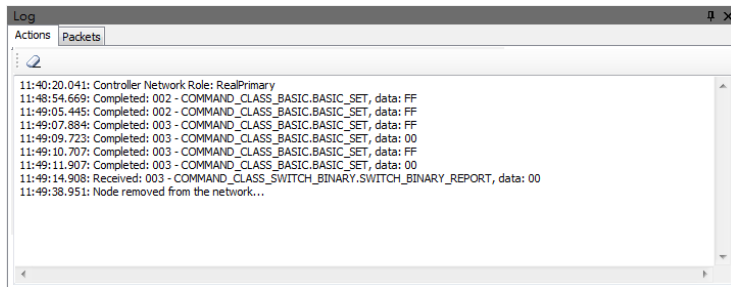 Log
Actions Packets
11:40:20.041: Controller Network Role: RealPrimary
11:48:54.669: Completed: 002 - COMMAND_CLASS_BASIC.BASIC_SET, data: FF
11:49:05.445: Completed: 002 - COMMAND_CLASS_BASIC.BASIC_SET, data: FF
11:49:07.884: Completed: 003 - COMMAND_CLASS_BASIC.BASIC_SET, data: FF
11:49:09.723: Completed: 003 - COMMAND_CLASS_BASIC.BASIC_SET, data: 00
11:49:10.707: Completed: 003 - COMMAND_CLASS_BASIC.BASIC_SET, data: FF
11:49:11.907: Completed: 003 - COMMAND_CLASS_BASIC.BASIC_SET, data: 00
11:49:14.908: Received: 003 - COMMAND_CLASS_SWITCH_BINARY.SWITCH_BINARY_REPORT, data: 00
11:49:38.951: Node removed from the network...